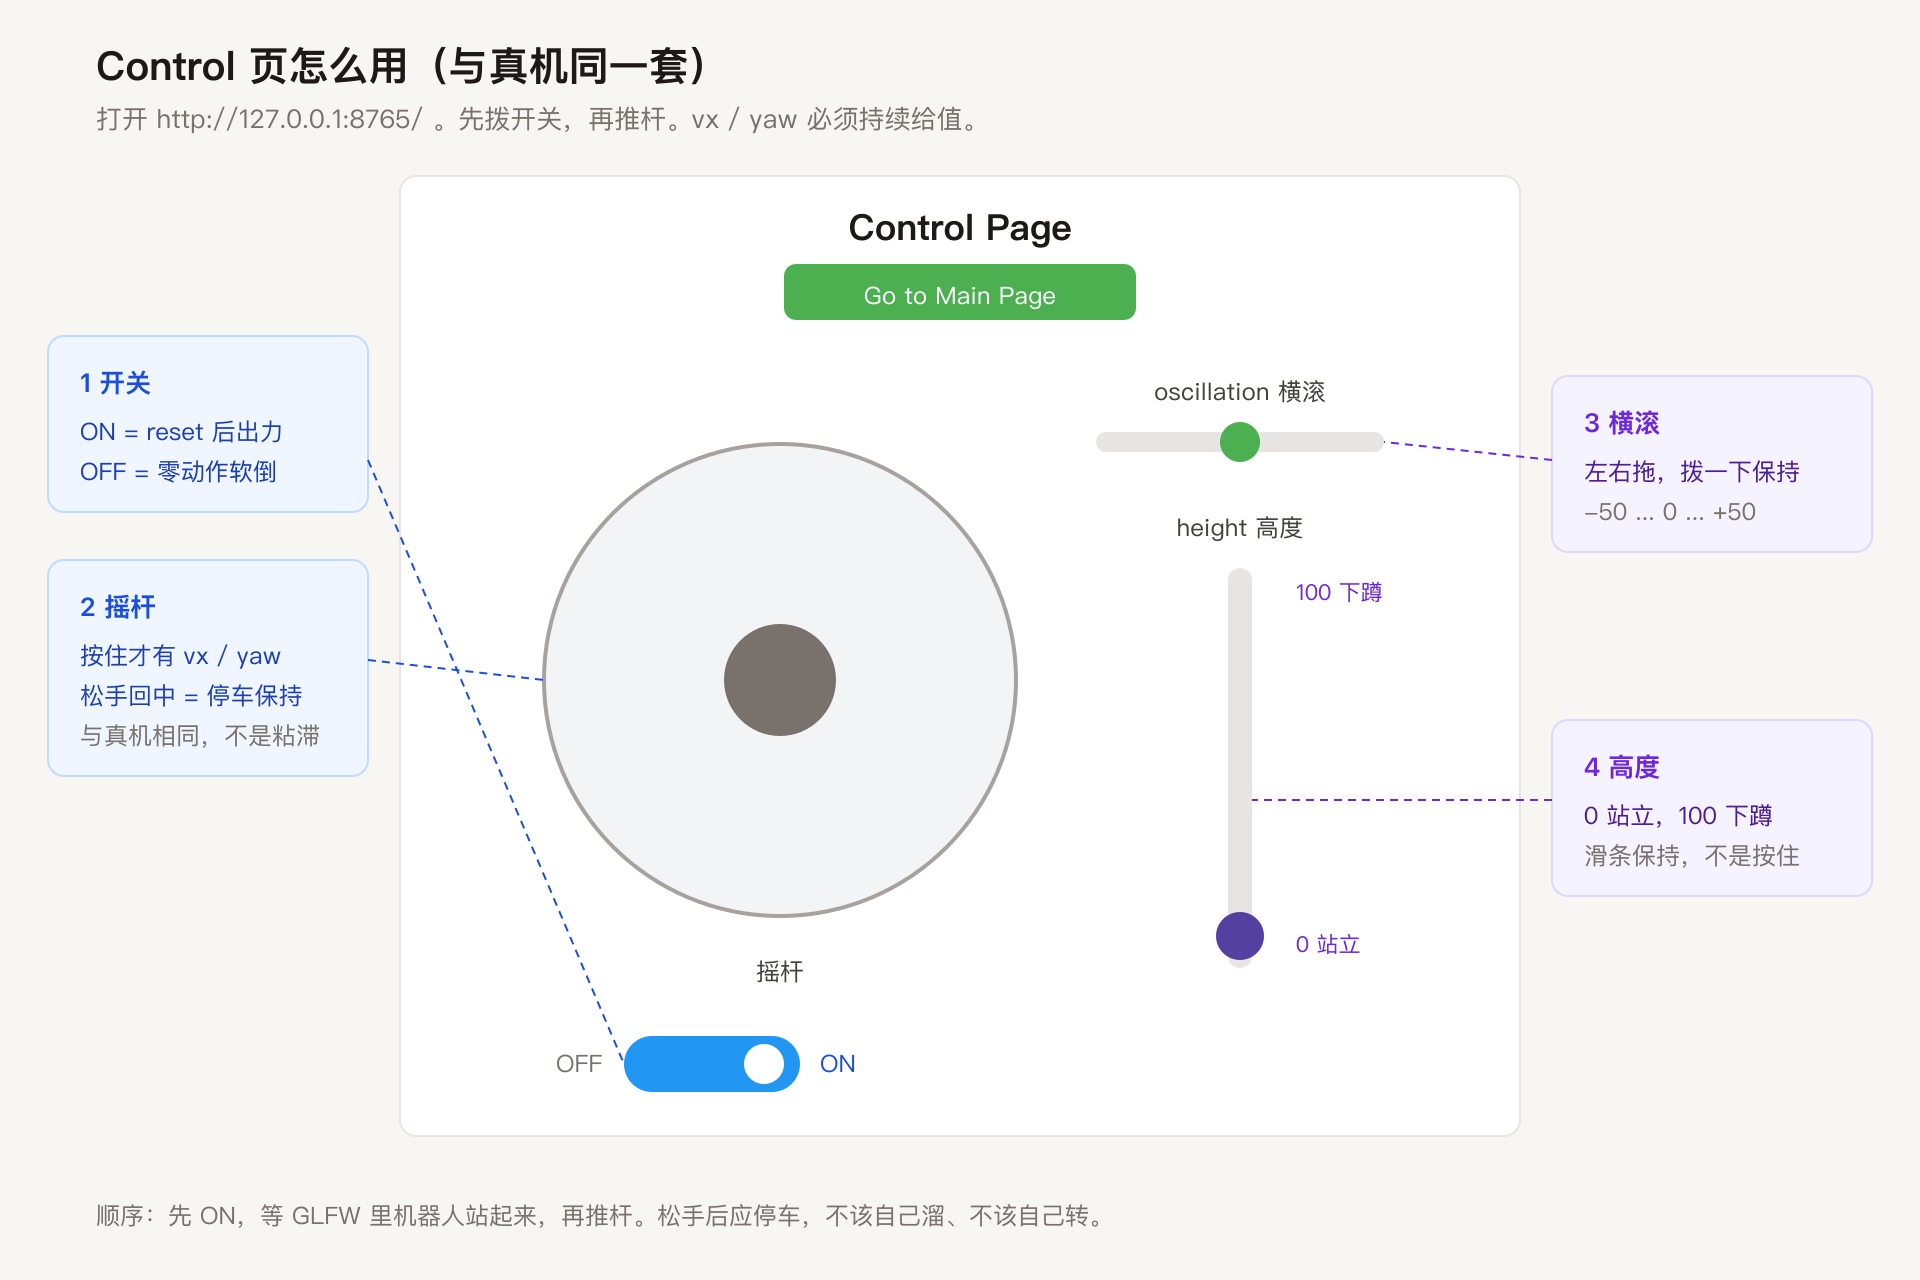 Control 页怎么用（与真机同一套）
打开 http://127.0.0.1:8765/ 。先拨开关，再推杆。vx / yaw 必须持续给值。
Control Page
Go to Main Page
1 开关
ON = reset 后出力
OFF = 零动作软倒
2 摇杆
按住才有 vx / yaw
松手回中 = 停车保持
与真机相同，不是粘滞
oscillation 横滚
height 高度
100 下蹲
0 站立
摇杆
OFF
ON
3 横滚
左右拖，拨一下保持
−50 … 0 … +50
4 高度
0 站立，100 下蹲
滑条保持，不是按住
顺序：先 ON，等 GLFW 里机器人站起来，再推杆。松手后应停车，不该自己溜、不该自己转。